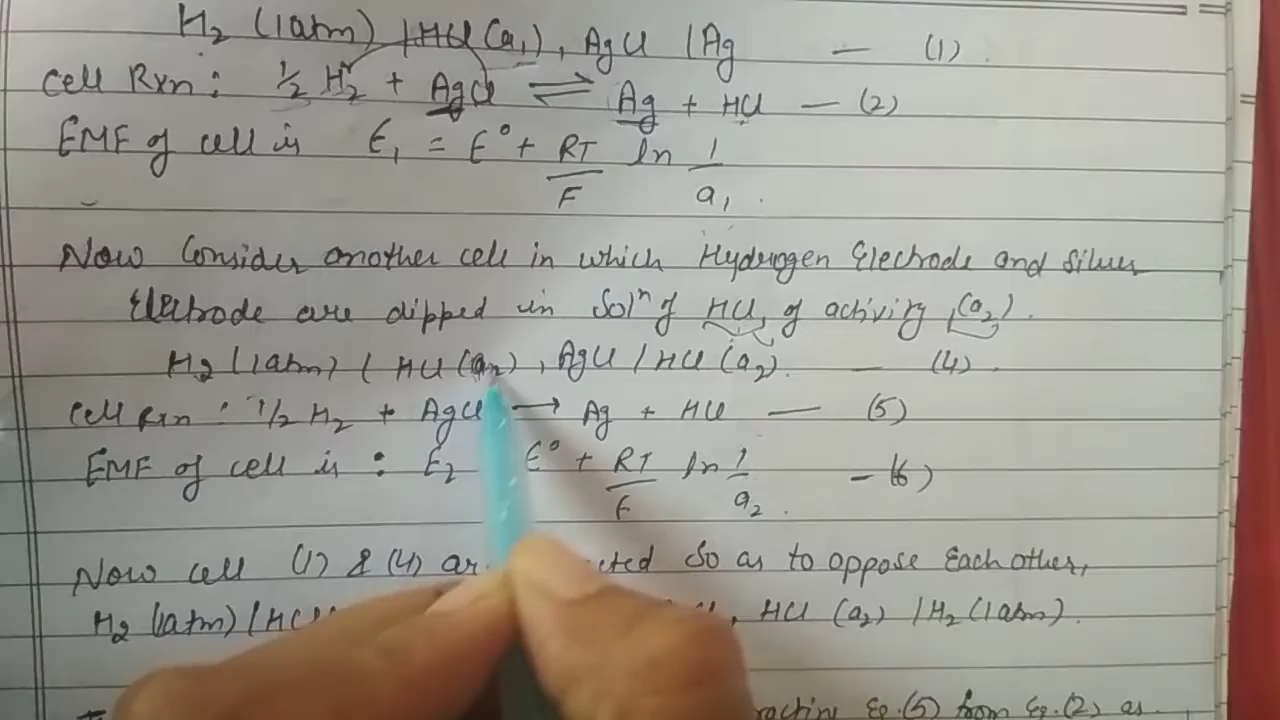 H₂ (1atm) | HCl (a₁), AgCl | Ag — (1)
Cell Rxn : ½ H₂ + AgCl ⇌ Ag + HCl — (2)
EMF of cell is E₁ = E° + RT/F ln 1/a₁.
Now Consider another cell in which Hydrogen Electrode and Silver
Electrode are dipped in Solⁿ of HCl, of activity (a₂).
H₂ (1atm) | HCl (a₂), AgCl | HCl (a₂). — (4).
Cell Rxn : ½ H₂ + AgCl → Ag + HCl — (5)
EMF of cell is : E₂ E° + RT/F ln 1/a₂. — (6)
Now cell (1) & (4) so as to oppose Each other,
H₂ (1atm) | , HCl (a₂) | H₂ (1atm).
Eq.(5) from Eq.(2) as